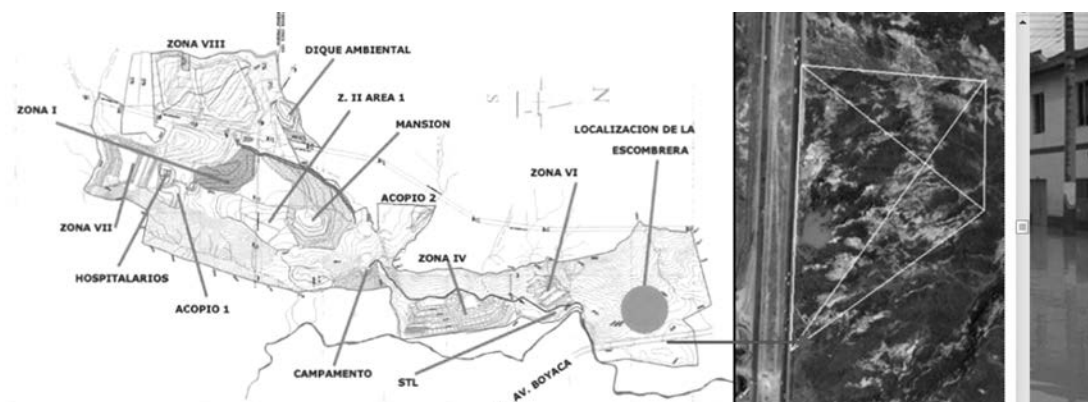 ZONA VIII
DIQUE AMBIENTAL
ZONA I
Z. II AREA 1
MANSION
S
N
LOCALIZACION DE LA
ESCOMBRERA
ZONA VI
ACOPIO 2
ZONA VII
ZONA IV
HOSPITALARIOS
ACOPIO 1
CAMPAMENTO
STL
AV. BOYACA